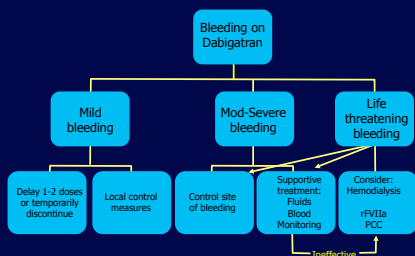 Bleeding on
Dabigatran
Mild
bleeding
Mod-Severe
bleeding
Life
threatening
bleeding
Delay 1-2 doses
or temporarily
discontinue
Local control
measures
Control site
of bleeding
Supportive
treatment:
Fluids
Blood
Monitoring
Consider:
Hemodialysis
rFVIIa
PCC
Ineffective